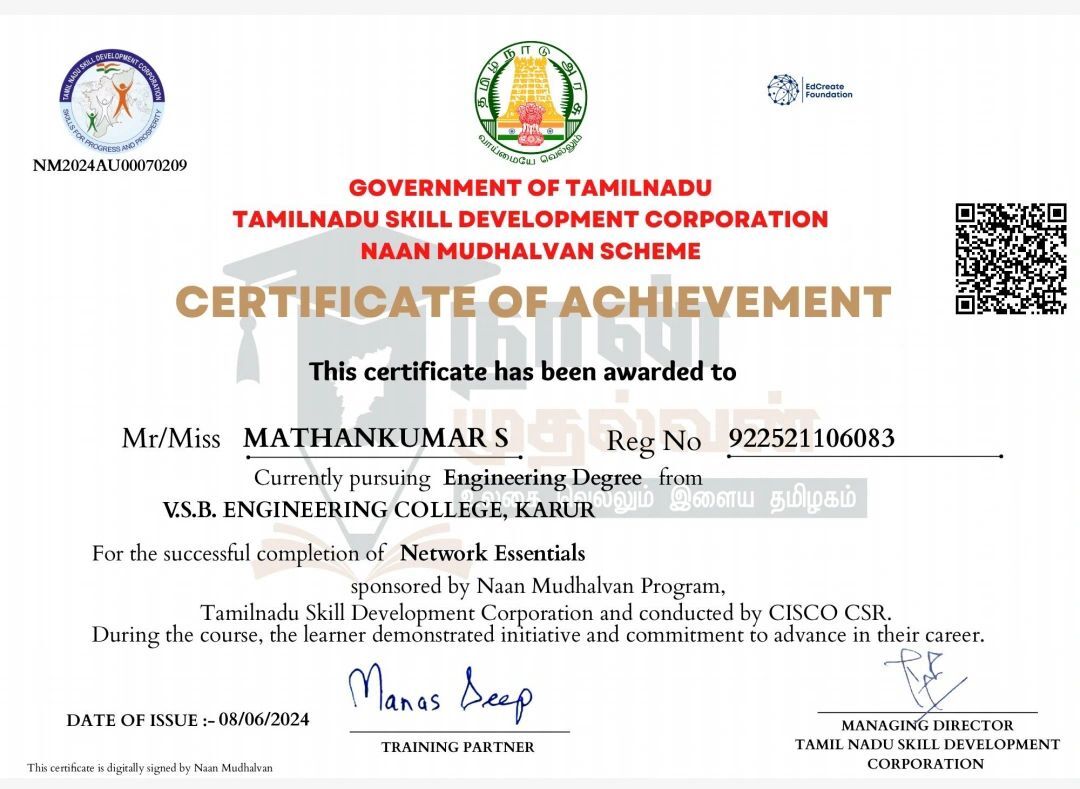 TAMIL NADU SKILL DEVELOPMENT CORPORATION
SKILLS FOR PROGRESS AND PROSPERITY
NM2024AU00070209
தமிழ்நாடு அரசு
வாய்மையே வெல்லும்
EdCreate
Foundation
GOVERNMENT OF TAMILNADU
TAMILNADU SKILL DEVELOPMENT CORPORATION
NAAN MUDHALVAN SCHEME
CERTIFICATE OF ACHIEVEMENT
நான்
This certificate has been awarded to
முதல்வன்
Mr/Miss MATHANKUMAR S Reg No 922521106083
Currently pursuing Engineering Degree from
உலகை வெல்லும் இளைய தமிழகம்
V.S.B. ENGINEERING COLLEGE, KARUR
For the successful completion of Network Essentials
sponsored by Naan Mudhalvan Program,
Tamilnadu Skill Development Corporation and conducted by CISCO CSR.
During the course, the learner demonstrated initiative and commitment to advance in their career.
Manas Deep
DATE OF ISSUE :- 08/06/2024
TRAINING PARTNER
MANAGING DIRECTOR
TAMIL NADU SKILL DEVELOPMENT
CORPORATION
This certificate is digitally signed by Naan Mudhalvan